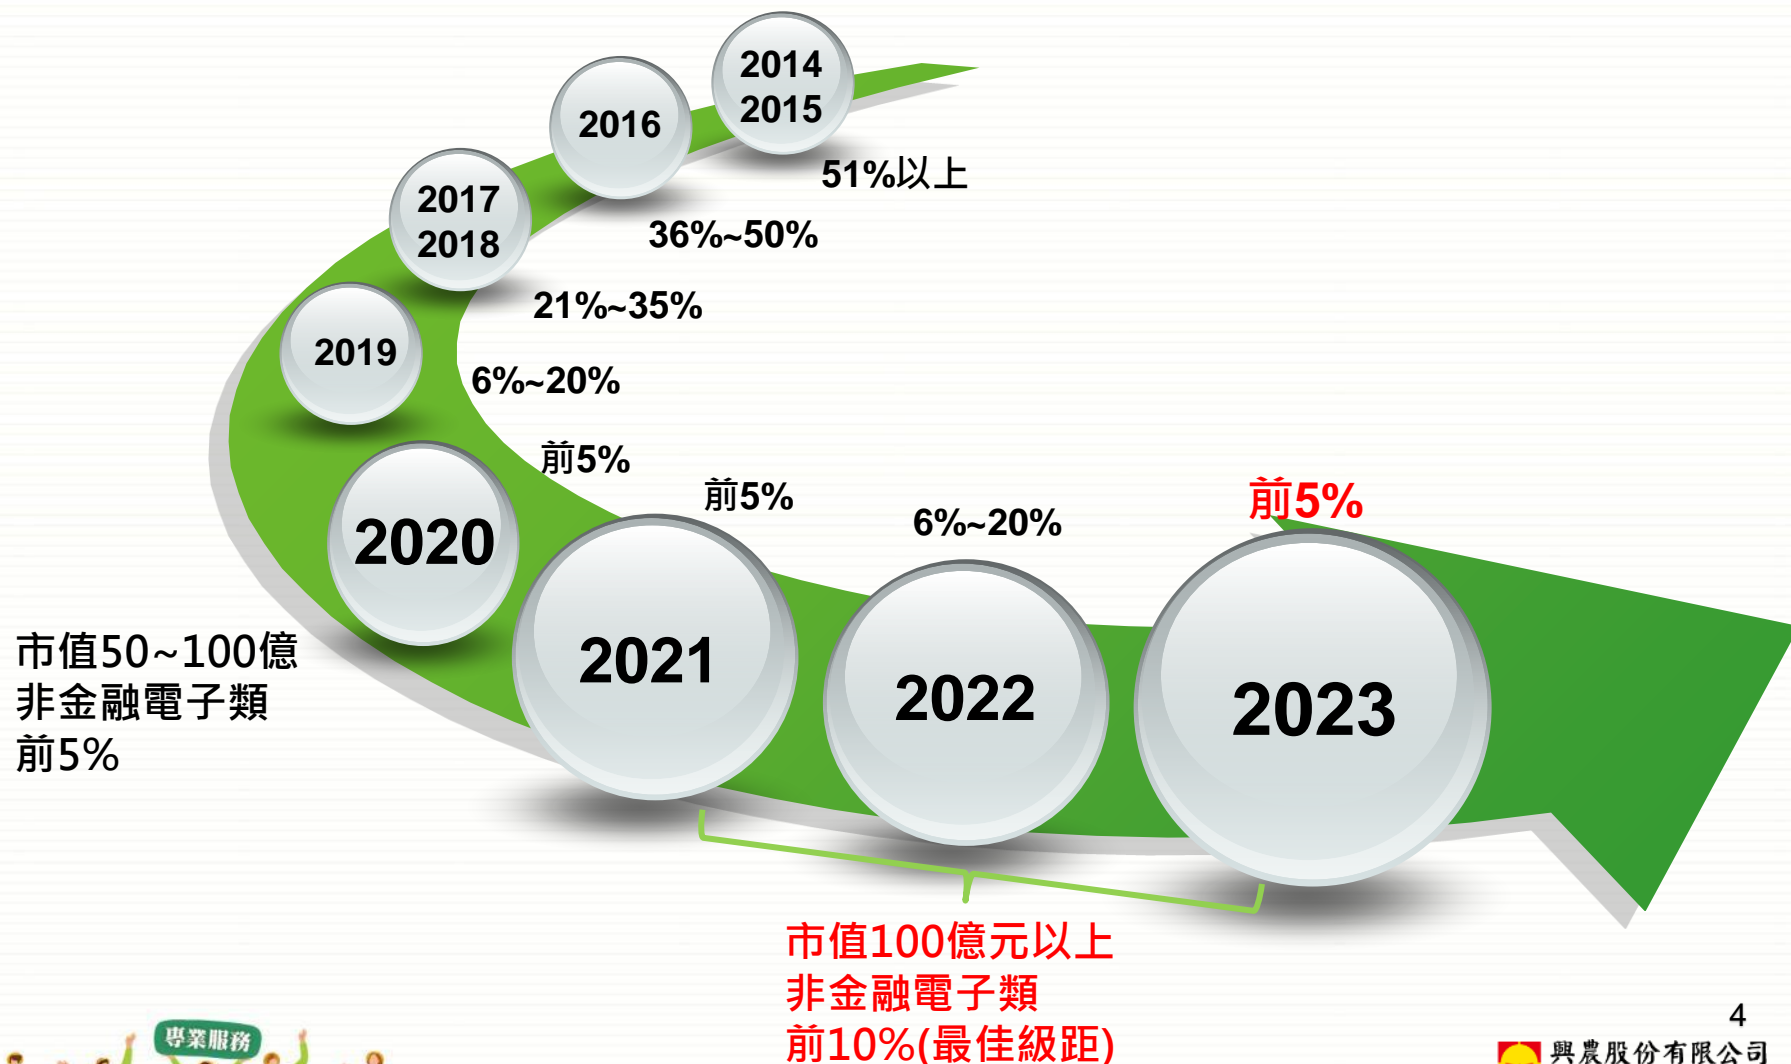 2014
2015
51%以上
2016
36%~50%
2017
2018
21%~35%
2019
6%~20%
2020
前5%
市值50~100億
非金融電子類
前5%
2021
前5%
2022
6%~20%
2023
前5%
市值100億元以上
非金融電子類
前10%(最佳級距)
專業服務
4
興農股份有限公司